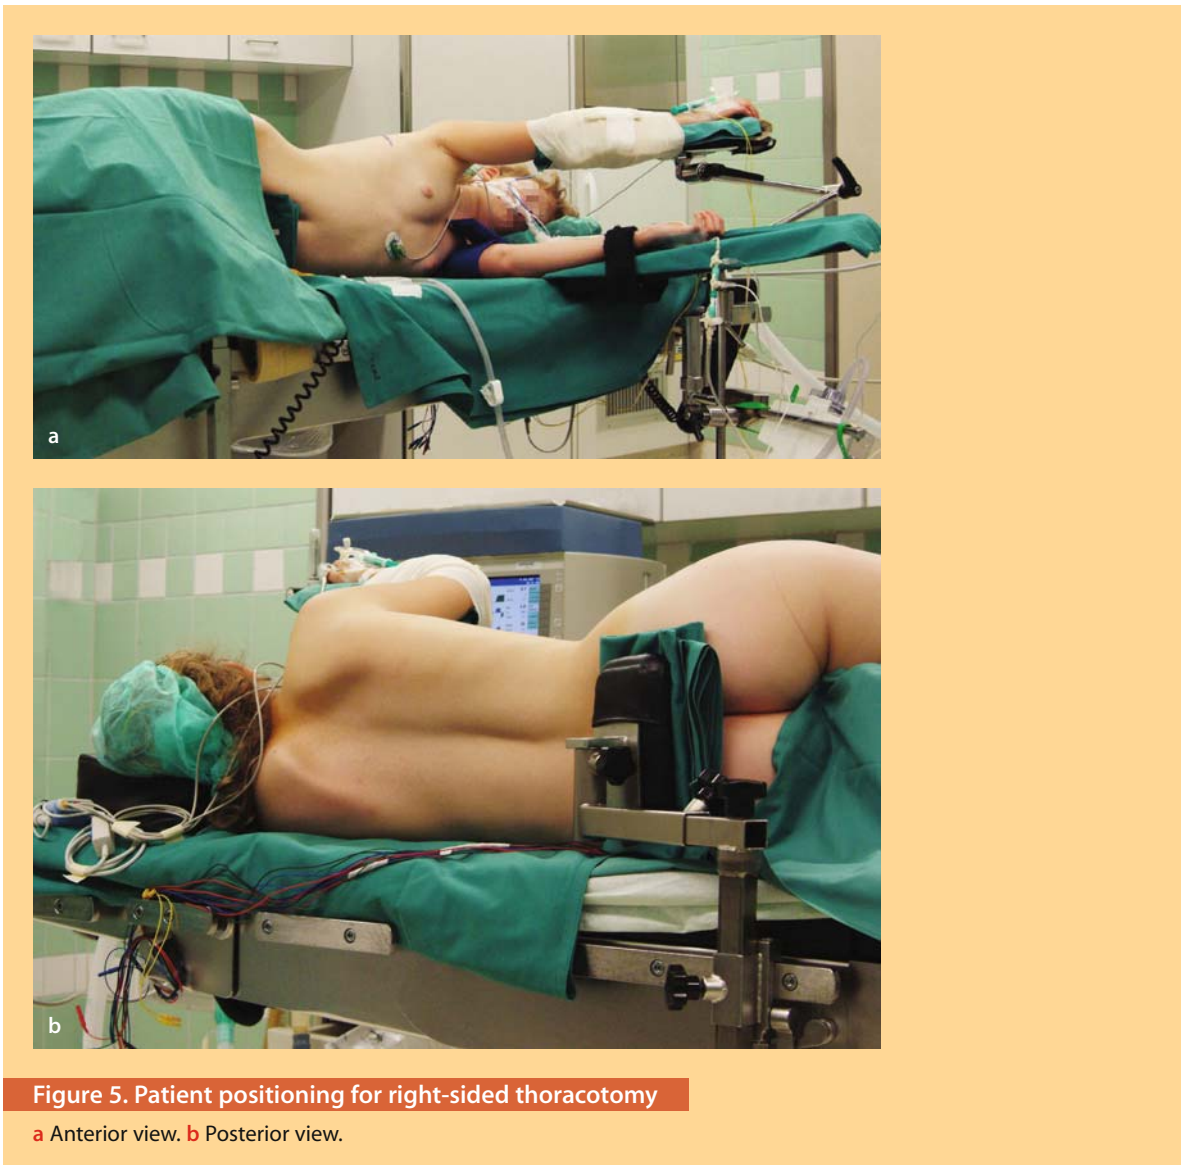 a
b
Figure 5. Patient positioning for right-sided thoracotomy
a Anterior view. b Posterior view.